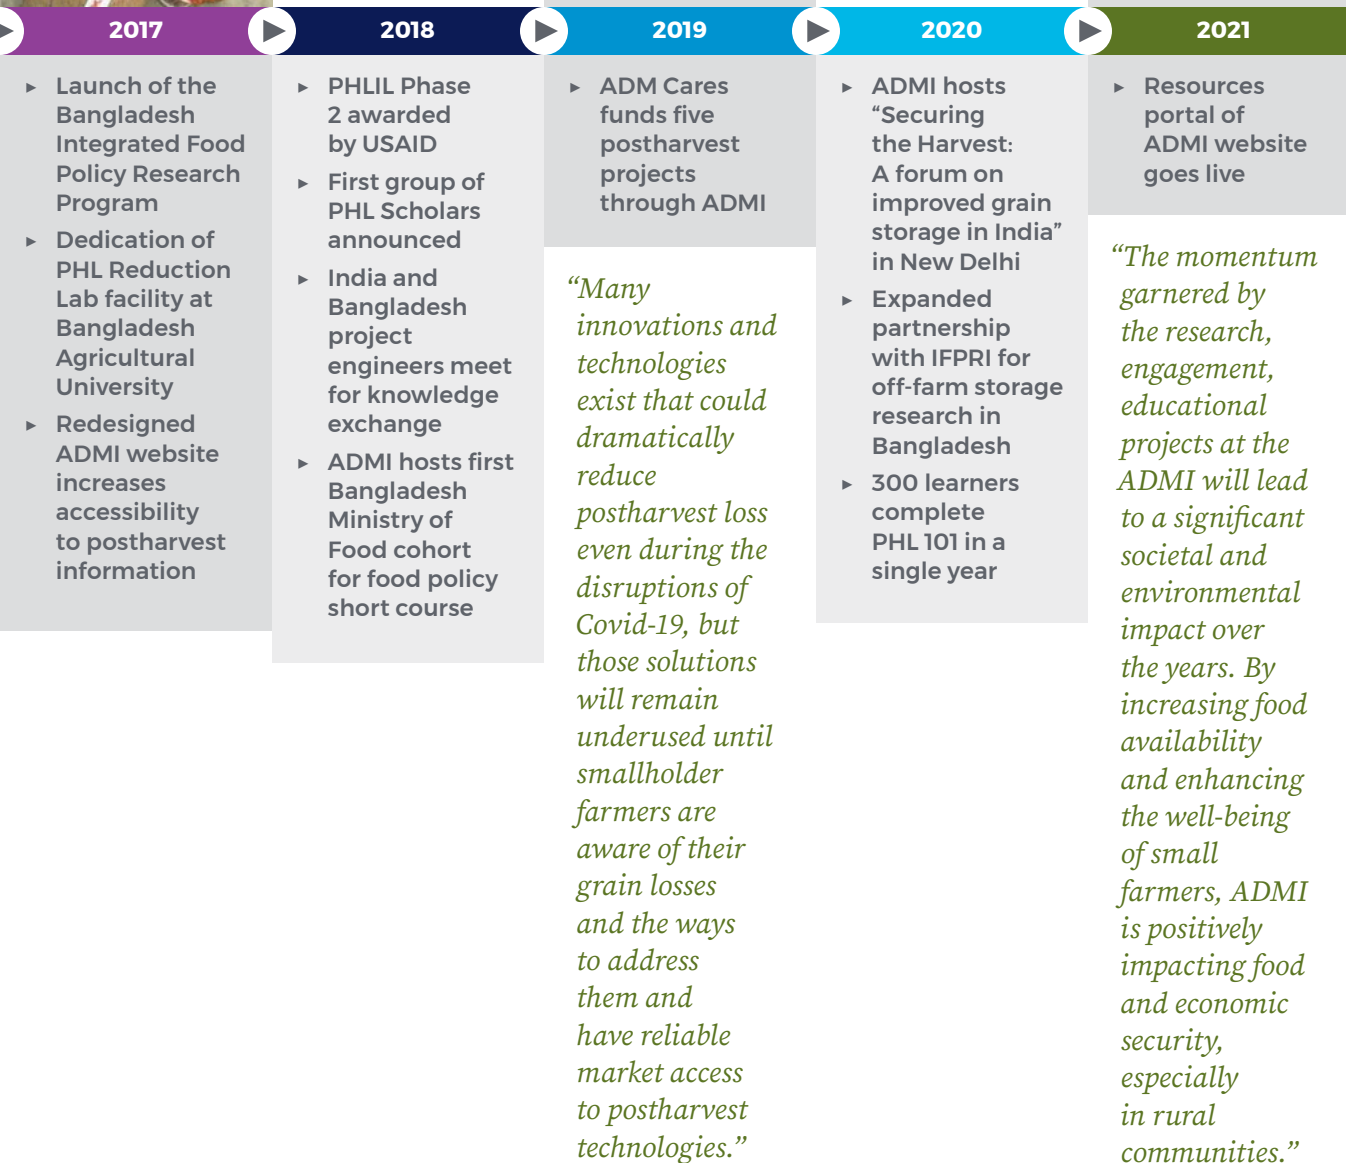 2017
Launch of the
Bangladesh
Integrated Food
Policy Research
Program
Dedication of
PHL Reduction
Lab facility at
Bangladesh
Agricultural
University
Redesigned
ADMI website
increases
accessibility
to postharvest
information
2018
PHLIL Phase
2 awarded
by USAID
First group of
PHL Scholars
announced
India and
Bangladesh
project
engineers meet
for knowledge
exchange
ADMI hosts first
Bangladesh
Ministry of
Food cohort
for food policy
short course
2019
ADM Cares
funds five
postharvest
projects
through ADMI
“Many
innovations and
technologies
exist that could
dramatically
reduce
postharvest loss
even during the
disruptions of
Covid-19, but
those solutions
will remain
underused until
smallholder
farmers are
aware of their
grain losses
and the ways
to address
them and
have reliable
market access
to postharvest
technologies.”
2020
ADMI hosts
“Securing
the Harvest:
A forum on
improved grain
storage in India”
in New Delhi
Expanded
partnership
with IFPRI for
off-farm storage
research in
Bangladesh
300 learners
complete
PHL 101 in a
single year
2021
Resources
portal of
ADMI website
goes live
“The momentum
garnered by
the research,
engagement,
educational
projects at the
ADMI will lead
to a significant
societal and
environmental
impact over
the years. By
increasing food
availability
and enhancing
the well-being
of small
farmers, ADMI
is positively
impacting food
and economic
security,
especially
in rural
communities.”